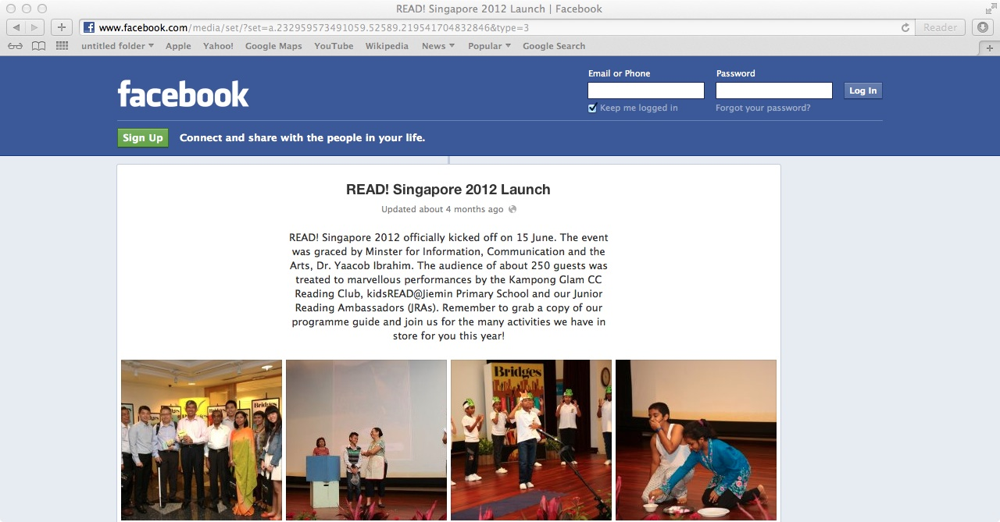 READ! Singapore 2012 Launch | Facebook
www.facebook.com/media/set/?set=a.232959573491059.52589.219541704832846&type=3
Reader
untitled folder Apple Yahoo! Google Maps YouTube Wikipedia News Popular Google Search
Email or Phone Password
facebook
Log In
Keep me logged in Forgot your password?
Sign Up Connect and share with the people in your life.
READ! Singapore 2012 Launch
Updated about 4 months ago
READ! Singapore 2012 officially kicked off on 15 June. The event
was graced by Minster for Information, Communication and the
Arts, Dr. Yaacob Ibrahim. The audience of about 250 guests was
treated to marvellous performances by the Kampong Glam CC
Reading Club, kidsREAD@Jiemin Primary School and our Junior
Reading Ambassadors (JRAs). Remember to grab a copy of our
programme guide and join us for the many activities we have in
store for you this year!
Bridges
Bridges